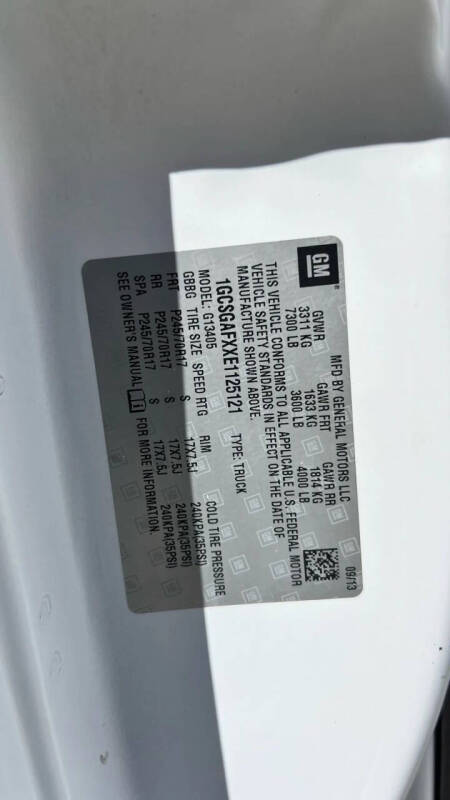 GM ®
MFD BY GENERAL MOTORS LLC 09/13
GVWR GAWR FRT GAWR RR
3311 KG 1633 KG 1814 KG
7300 LB 3600 LB 4000 LB
THIS VEHICLE CONFORMS TO ALL APPLICABLE U.S. FEDERAL MOTOR
VEHICLE SAFETY STANDARDS IN EFFECT ON THE DATE OF
MANUFACTURE SHOWN ABOVE.
1GCSGAFXXE1125121 TYPE: TRUCK
MODEL: G13405
GBBG TIRE SIZE SPEED RTG RIM COLD TIRE PRESSURE
FRT P245/70R17 S 17X7.5J 240KPA(35PSI)
RR P245/70R17 S 17X7.5J 240KPA(35PSI)
SPA P245/70R17 S 17X7.5J 240KPA(35PSI)
SEE OWNER'S MANUAL FOR MORE INFORMATION.